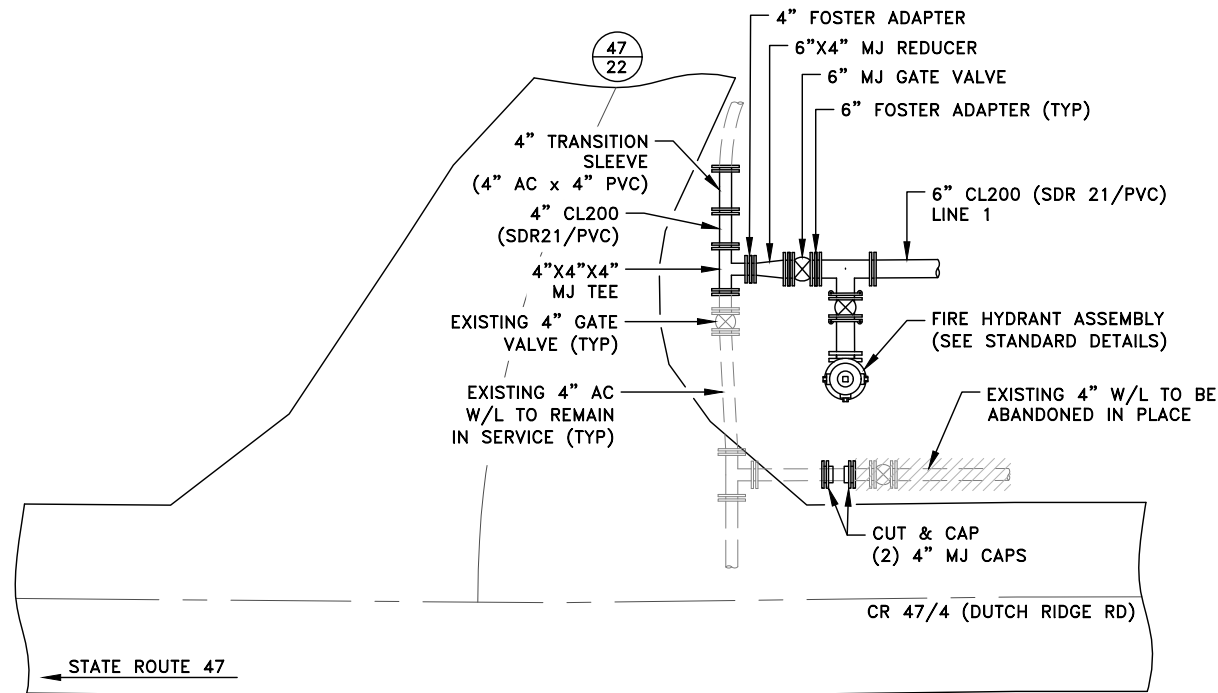 4” FOSTER ADAPTER
6”X4” MJ REDUCER
6” MJ GATE VALVE
6” FOSTER ADAPTER (TYP)
47
22
4” TRANSITION
SLEEVE
(4” AC x 4” PVC)
4” CL200
(SDR21/PVC)
4”X4”X4”
MJ TEE
EXISTING 4” GATE
VALVE (TYP)
EXISTING 4” AC
W/L TO REMAIN
IN SERVICE (TYP)
6” CL200 (SDR 21/PVC)
LINE 1
FIRE HYDRANT ASSEMBLY
(SEE STANDARD DETAILS)
EXISTING 4” W/L TO BE
ABANDONED IN PLACE
CUT & CAP
(2) 4” MJ CAPS
CR 47/4 (DUTCH RIDGE RD)
STATE ROUTE 47